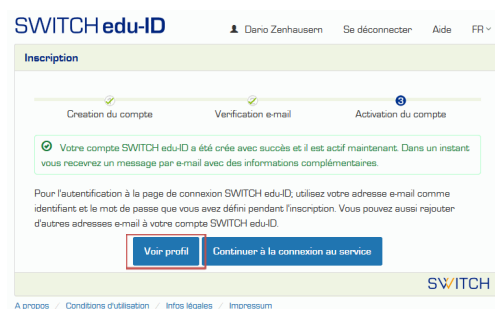 SWITCH edu-ID
Dario Zenhausern Se déconnecter Aide FR
Inscription
3
Creation du compte Verification e-mail Activation du compte
Votre compte SWITCH edu-ID a été crée avec succès et il est actif maintenant. Dans un instant
vous recevrez un message par e-mail avec des informations complémentaires.
Pour l'autentification à la page de connexion SWITCH edu-ID, utilisez votre adresse e-mail comme
identifiant et le mot de passe que vous avez défini pendant l'inscription. Vous pouvez aussi rajouter
d'autres adresses e-mail à votre compte SWITCH edu-ID.
Voir profil Continuer à la connexion au
service
SWITCH
A propos / Conditions d'utilisation / Infos légales / Impressum